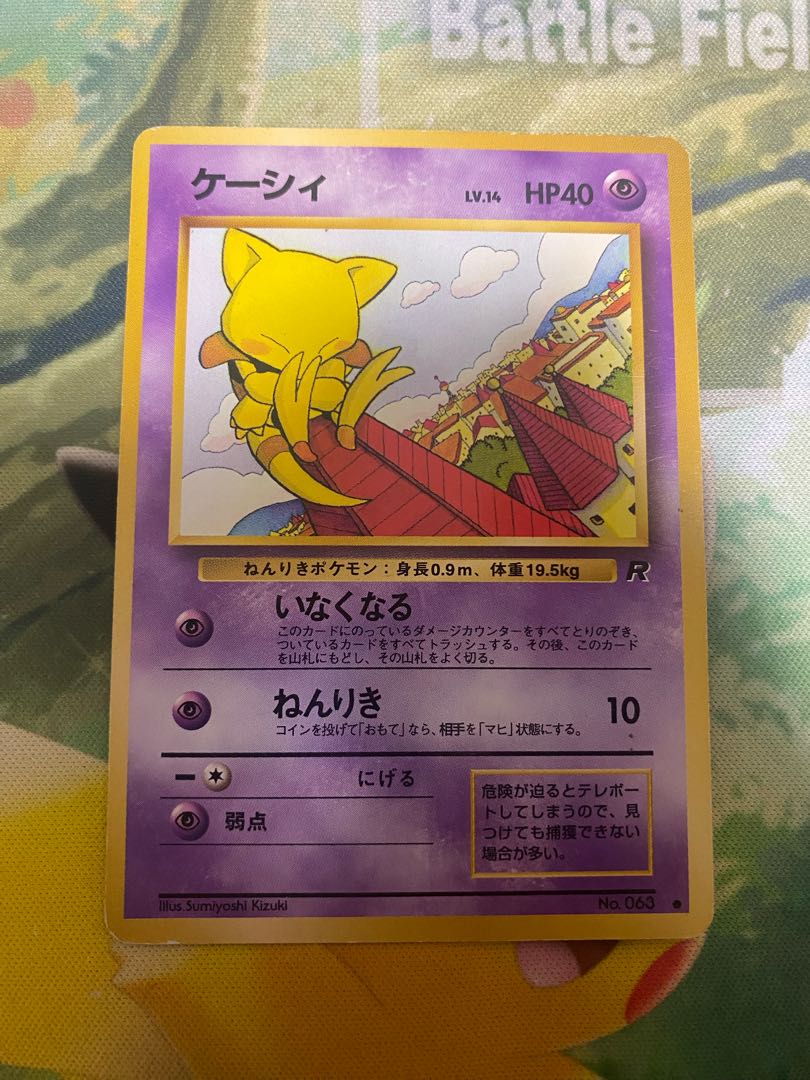 Battle Fiel
ケーシィ
LV.14 HP40
ねんりきポケモン：身長0.9m、体重19.5kg
R
いなくなる
このカードにのっているダメージカウンターをすべてとりのぞき、
ついているカードをすべてトラッシュする。その後、このカード
を山札にもどし、その山札をよく切る。
ねんりき 10
コインを投げて「おもて」なら、相手を「マヒ」状態にする。
にげる
弱点
危険が迫るとテレポー
トしてしまうので、見
つけても捕獲できない
場合が多い。
Illus. Sumiyoshi Kizuki
No. 063